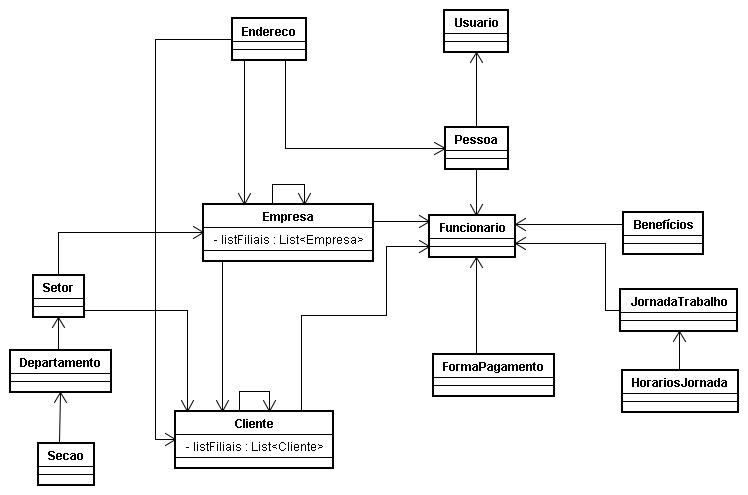 Usuario
Endereco
Pessoa
Empresa
- listFiliais : List<Empresa>
Funcionario
Benefícios
Setor
JornadaTrabalho
Departamento
FormaPagamento
HorariosJornada
Cliente
- listFiliais : List<Cliente>
Secao